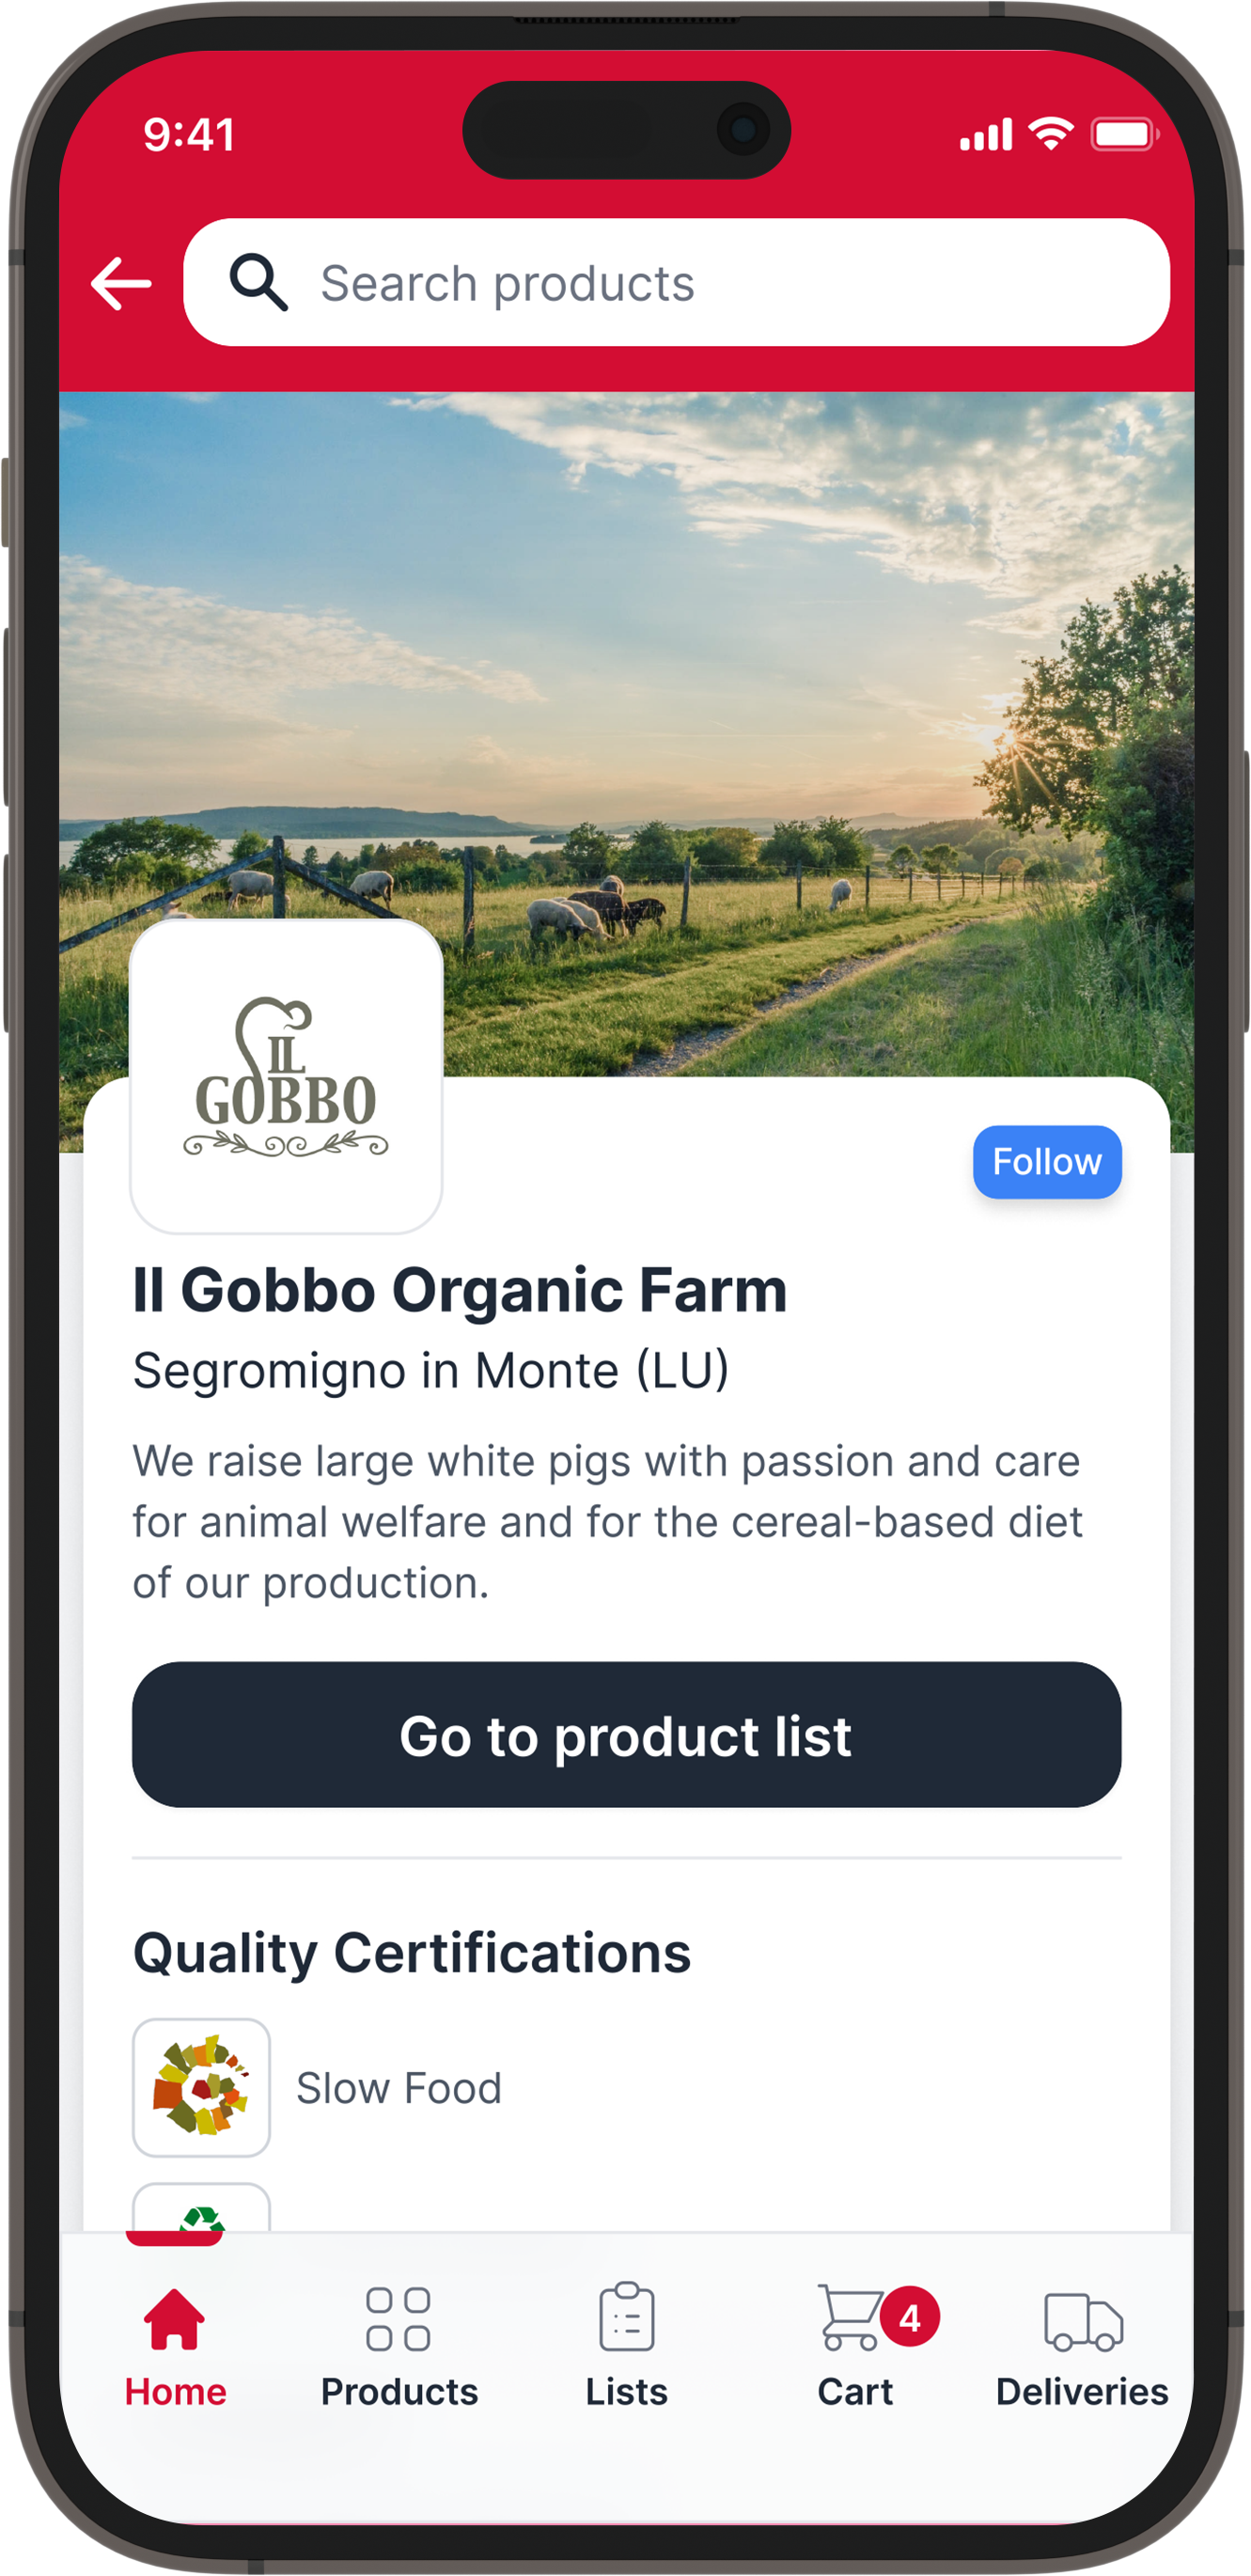 9:41
Search products
IL
GOBBO
Follow
Il Gobbo Organic Farm
Segromigno in Monte (LU)
We raise large white pigs with passion and care
for animal welfare and for the cereal-based diet
of our production.
Go to product list
Quality Certifications
Slow Food
4
Home
Products
Lists
Cart
Deliveries